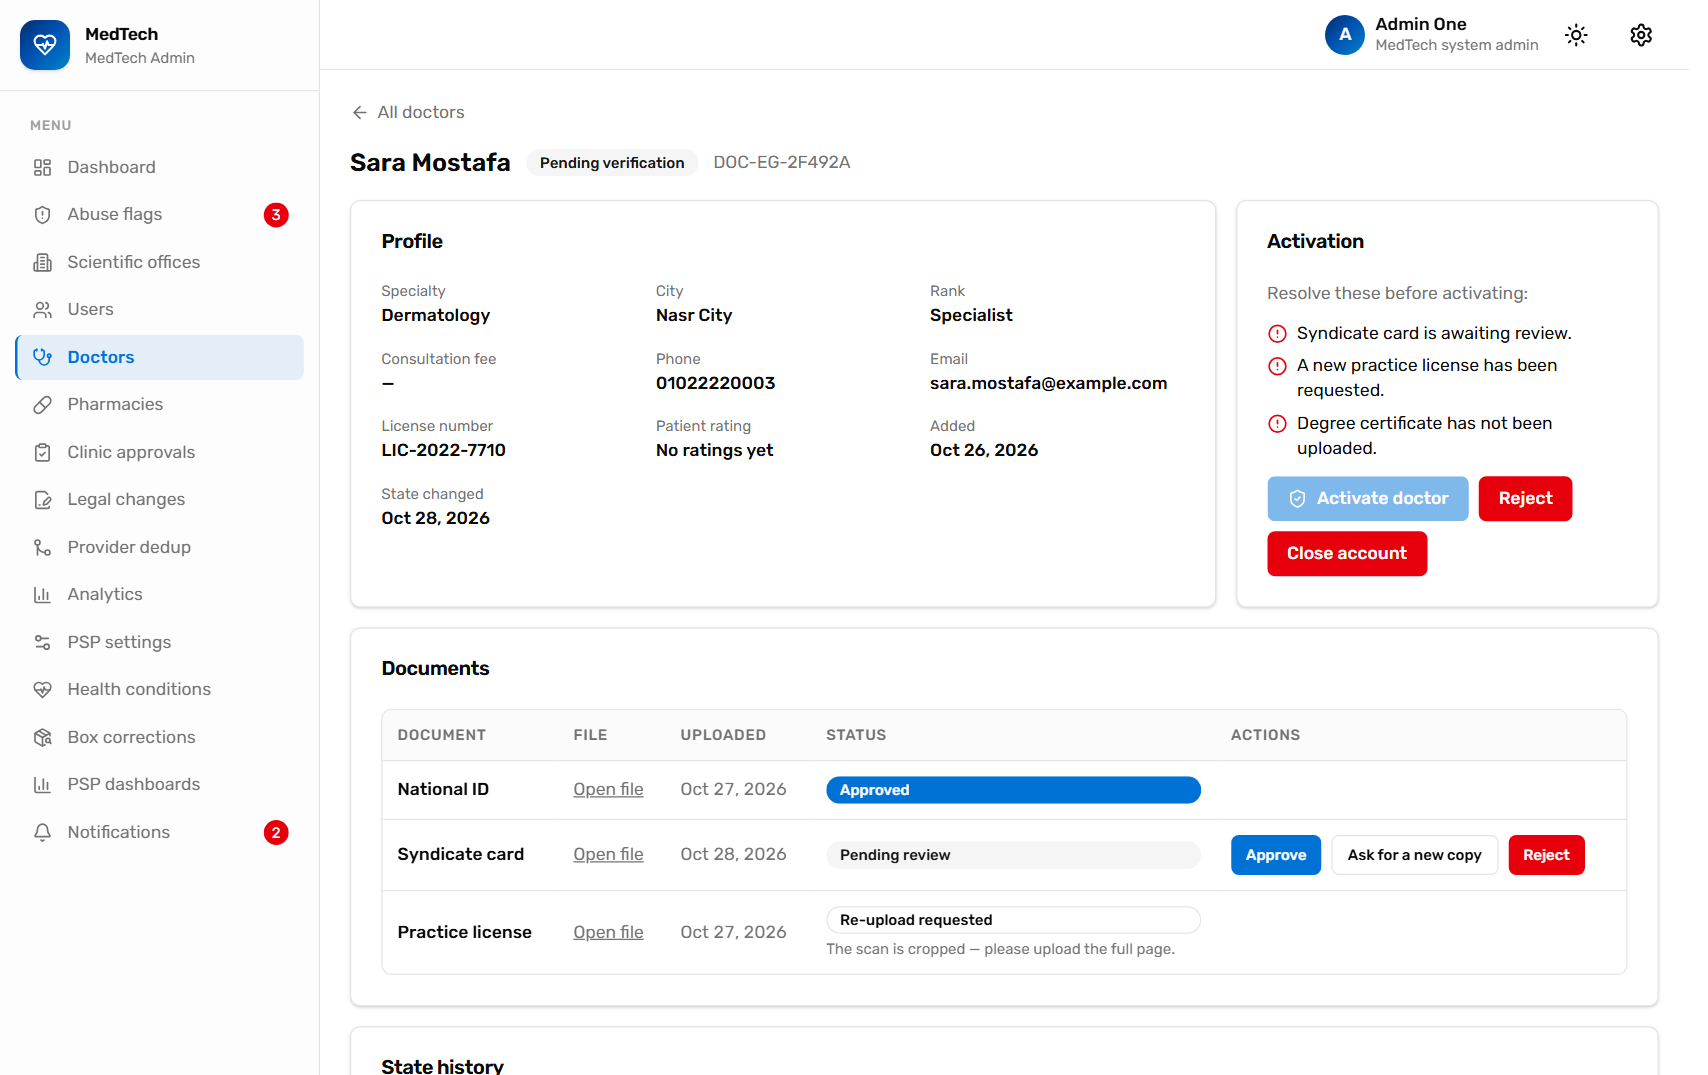 MedTech
MedTech Admin
MENU
Dashboard
Abuse flags 3
Scientific offices
Users
Doctors
Pharmacies
Clinic approvals
Legal changes
Provider dedup
Analytics
PSP settings
Health conditions
Box corrections
PSP dashboards
Notifications 2
A
Admin One
MedTech system admin
All doctors
Sara Mostafa Pending verification DOC-EG-2F492A
Profile
Specialty City Rank
Dermatology Nasr City Specialist
Consultation fee Phone Email
— 01022220003 sara.mostafa@example.com
License number Patient rating Added
LIC-2022-7710 No ratings yet Oct 26, 2026
State changed
Oct 28, 2026
Activation
Resolve these before activating:
Syndicate card is awaiting review.
A new practice license has been
requested.
Degree certificate has not been
uploaded.
Activate doctor Reject
Close account
Documents
DOCUMENT FILE UPLOADED STATUS ACTIONS
National ID Open file Oct 27, 2026 Approved
Syndicate card Open file Oct 28, 2026 Pending review Approve Ask for a new copy Reject
Practice license Open file Oct 27, 2026 Re-upload requested
The scan is cropped — please upload the full page.
State history